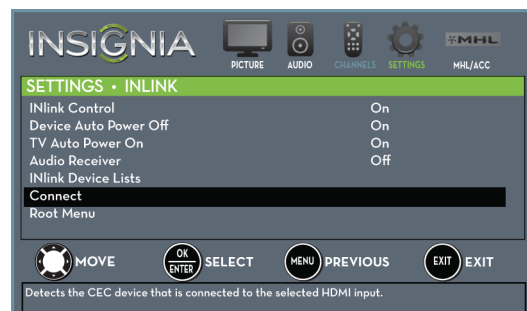 INSIGNIA
PICTURE AUDIO CHANNELS SETTINGS MHL MHL/ACC
SETTINGS • INLINK
INlink Control On
Device Auto Power Off On
TV Auto Power On On
Audio Receiver Off
INlink Device Lists
Connect
Root Menu
MOVE OK ENTER SELECT MENU PREVIOUS EXIT EXIT
Detects the CEC device that is connected to the selected HDMI input.